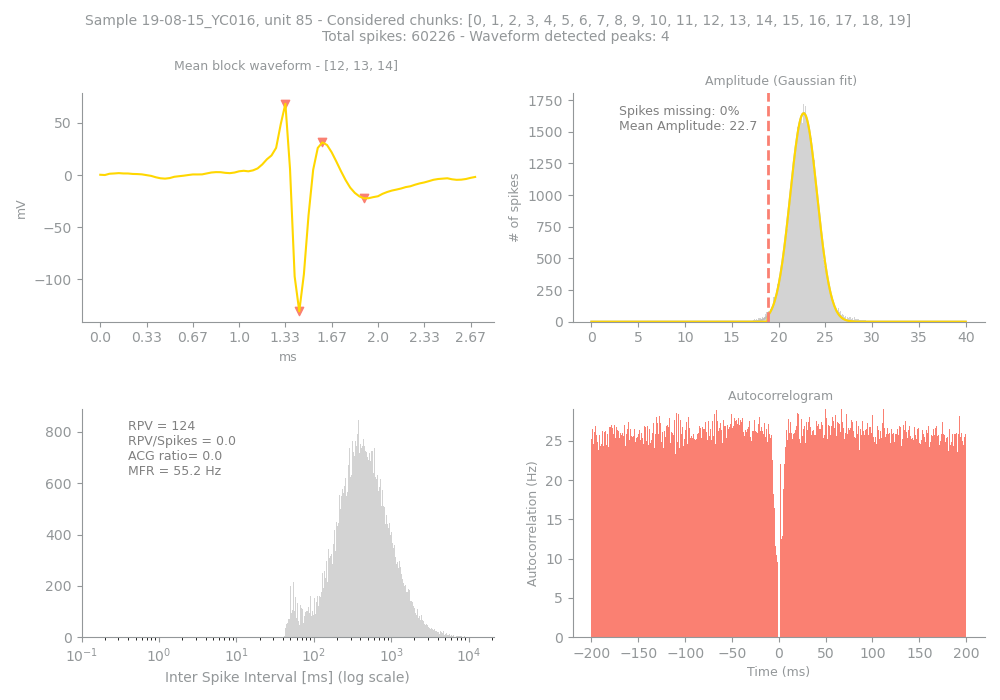 Sample 19-08-15_YC016, unit 85 - Considered chunks: [0, 1, 2, 3, 4, 5, 6, 7, 8, 9, 10, 11, 12, 13, 14, 15, 16, 17, 18, 19]
Total spikes: 60226 - Waveform detected peaks: 4
Mean block waveform - [12, 13, 14]
50
0
−50
−100
mV
0.0 0.33 0.67 1.0 1.33 1.67 2.0 2.33 2.67
ms
Amplitude (Gaussian fit)
Spikes missing: 0%
Mean Amplitude: 22.7
1750
1500
1250
1000
750
500
250
0
# of spikes
0 5 10 15 20 25 30 35 40
RPV = 124
RPV/Spikes = 0.0
ACG ratio= 0.0
MFR = 55.2 Hz
800
600
400
200
0
10⁻¹ 10⁰ 10¹ 10² 10³ 10⁴
Inter Spike Interval [ms] (log scale)
Autocorrelogram
25
20
15
10
5
0
Autocorrelation (Hz)
−200 −150 −100 −50 0 50 100 150 200
Time (ms)